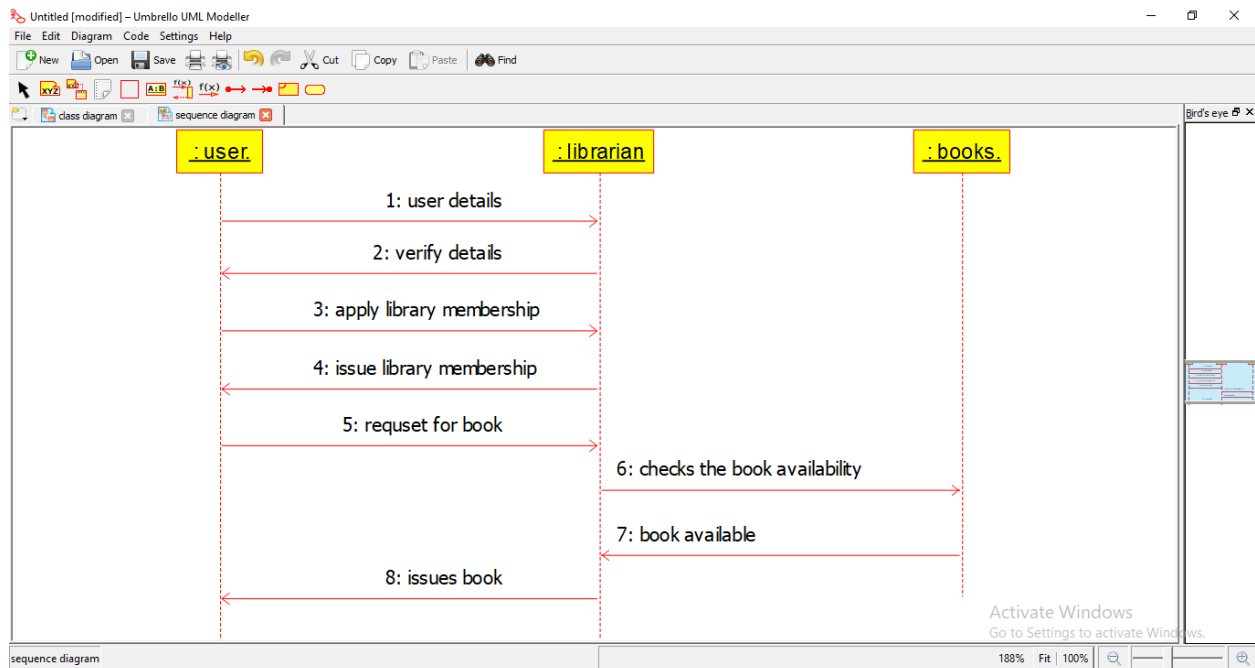 Untitled [modified] – Umbrello UML Modeller
File Edit Diagram Code Settings Help
New Open Save Cut Copy Paste Find
XYZ XYZ A:B f(x) f(x)
class diagram sequence diagram Bird's eye
: user. : librarian : books.
1: user details
2: verify details
3: apply library membership
4: issue library membership
5: requset for book
6: checks the book availability
7: book available
8: issues book
Activate Windows
Go to Settings to activate Windows.
sequence diagram 188% Fit 100%